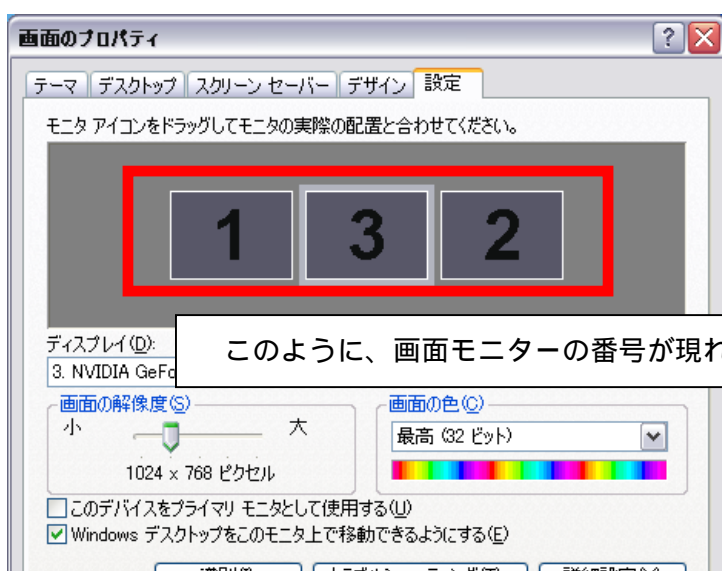 画面のプロパティ
テーマ デスクトップ スクリーン セーバー デザイン 設定
モニタ アイコンをドラッグしてモニタの実際の配置と合わせてください。
1 3 2
ディスプレイ(D):
このように、画面モニターの番号が現れ
3. NVIDIA GeFo
画面の解像度(S)
小 大
1024 x 768 ピクセル
画面の色(C)
最高 (32 ビット)
このデバイスをプライマリ モニタとして使用する(U)
Windows デスクトップをこのモニタ上で移動できるようにする(E)